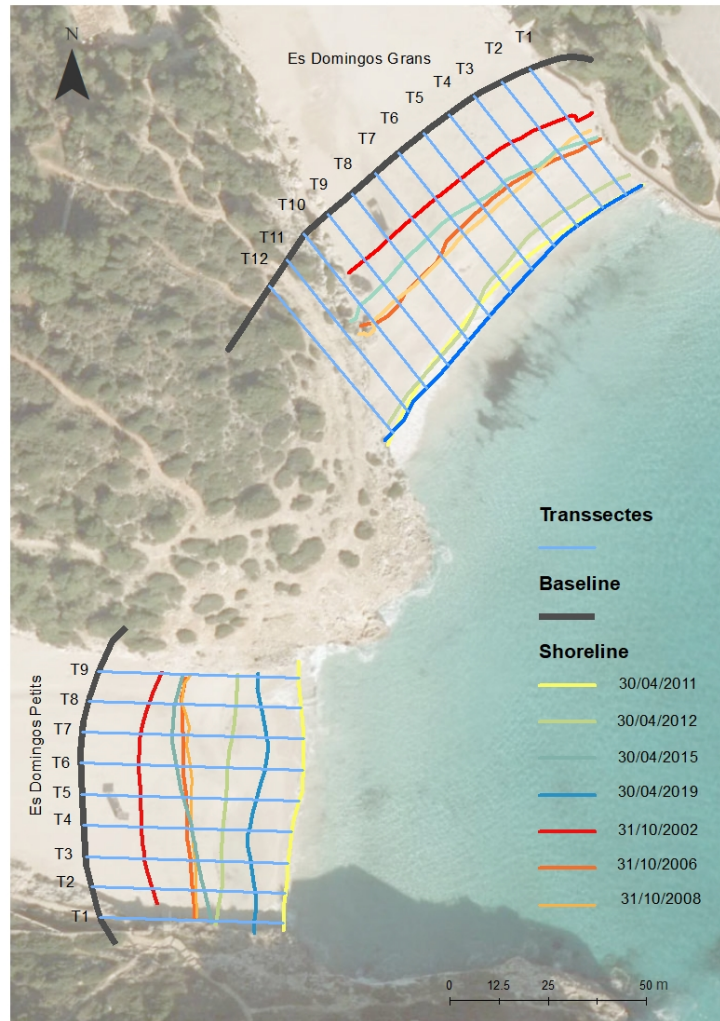 N
Es Domingos Grans
T1
T2
T3
T4
T5
T6
T7
T8
T9
T10
T11
T12
Transsectes
Baseline
Shoreline
30/04/2011
30/04/2012
30/04/2015
30/04/2019
31/10/2002
31/10/2006
31/10/2008
Es Domingos Petits
T9
T8
T7
T6
T5
T4
T3
T2
T1
0 12.5 25 50 m